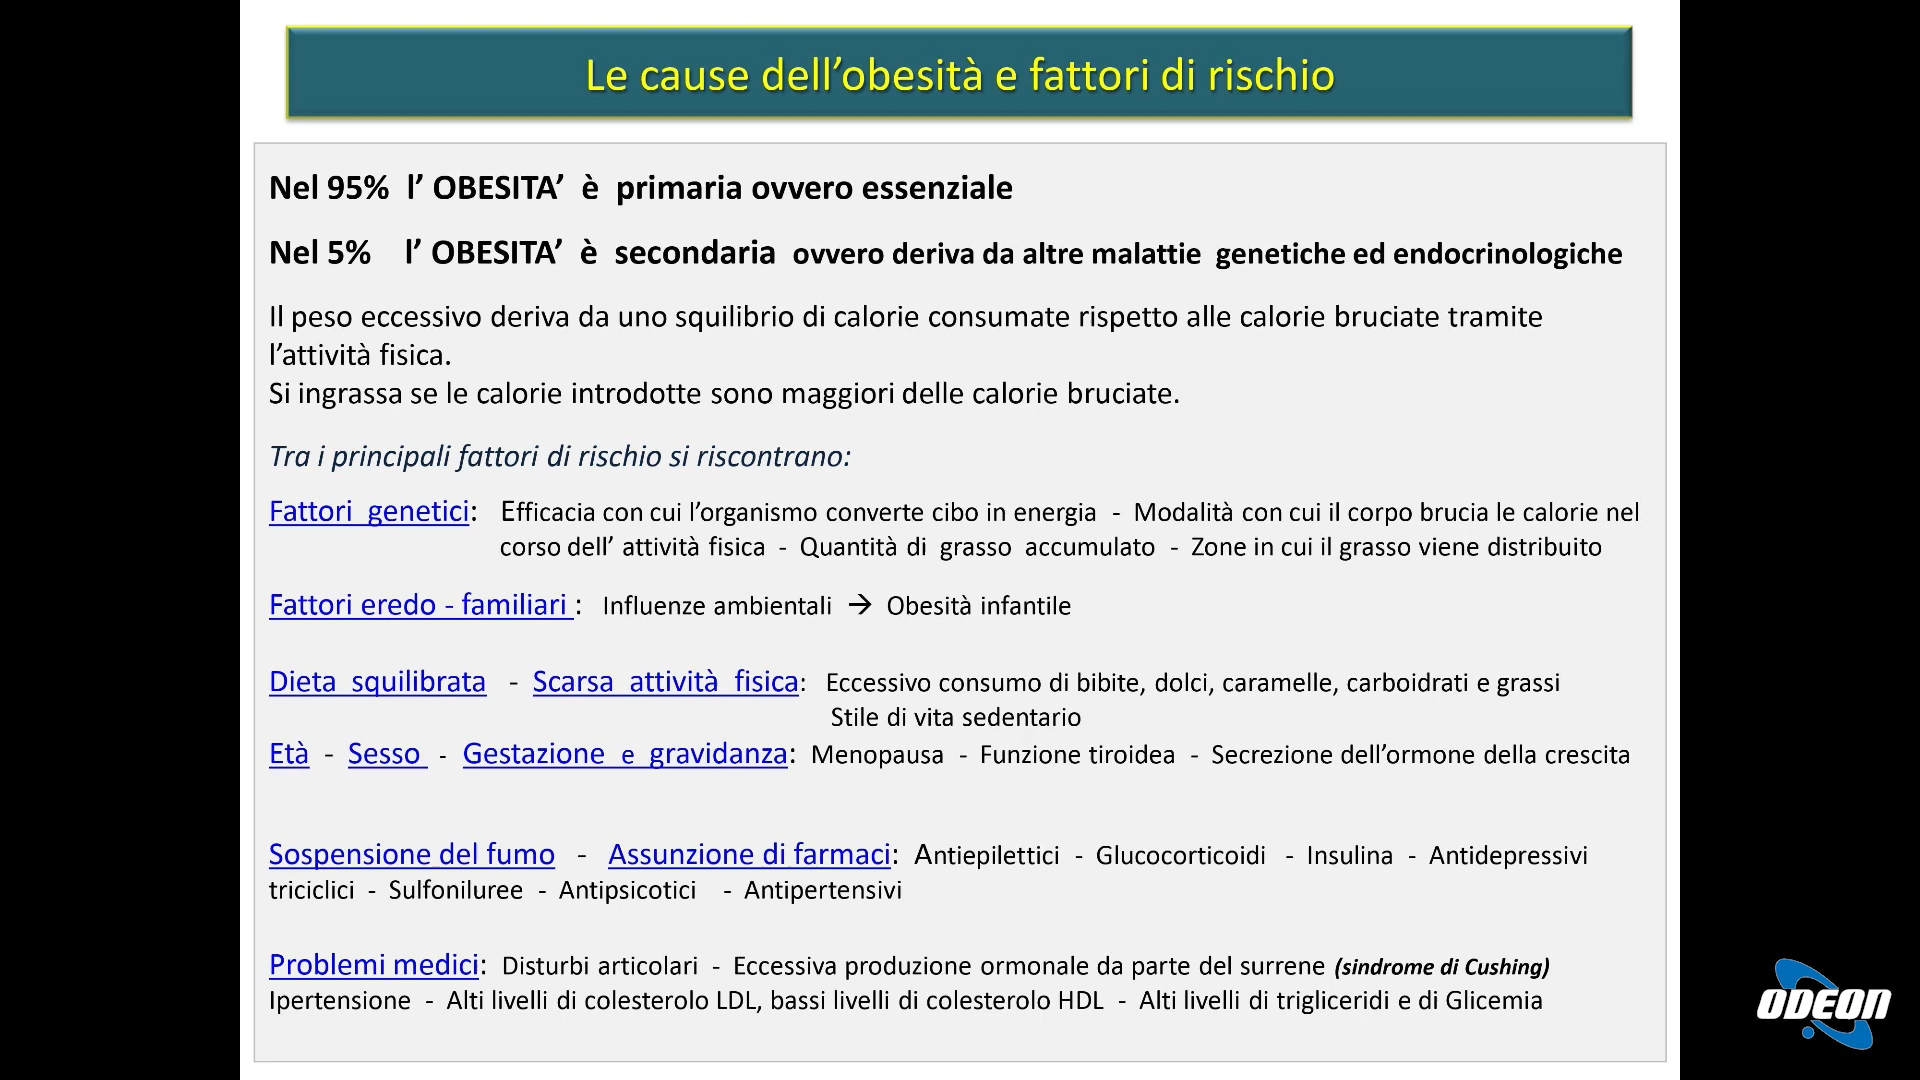 Le cause dell’obesità e fattori di rischio
Nel 95% l’ OBESITA’ è primaria ovvero essenziale
Nel 5% l’ OBESITA’ è secondaria ovvero deriva da altre malattie genetiche ed endocrinologiche
Il peso eccessivo deriva da uno squilibrio di calorie consumate rispetto alle calorie bruciate tramite
l’attività fisica.
Si ingrassa se le calorie introdotte sono maggiori delle calorie bruciate.
Tra i principali fattori di rischio si riscontrano:
Fattori genetici: Efficacia con cui l’organismo converte cibo in energia - Modalità con cui il corpo brucia le calorie nel
corso dell’ attività fisica - Quantità di grasso accumulato - Zone in cui il grasso viene distribuito
Fattori eredo - familiari : Influenze ambientali → Obesità infantile
Dieta squilibrata - Scarsa attività fisica: Eccessivo consumo di bibite, dolci, caramelle, carboidrati e grassi
Stile di vita sedentario
Età - Sesso - Gestazione e gravidanza: Menopausa - Funzione tiroidea - Secrezione dell’ormone della crescita
Sospensione del fumo - Assunzione di farmaci: Antiepilettici - Glucocorticoidi - Insulina - Antidepressivi
triciclici - Sulfoniluree - Antipsicotici - Antipertensivi
Problemi medici: Disturbi articolari - Eccessiva produzione ormonale da parte del surrene (sindrome di Cushing)
Ipertensione - Alti livelli di colesterolo LDL, bassi livelli di colesterolo HDL - Alti livelli di trigliceridi e di Glicemia
ODEON